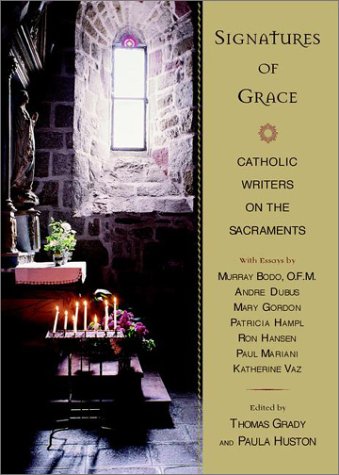 SIGNATURES
OF
GRACE
CATHOLIC
WRITERS
ON THE
SACRAMENTS
With Essays by
MURRAY BODO, O.F.M.
ANDRE DUBUS
MARY GORDON
PATRICIA HAMPL
RON HANSEN
PAUL MARIANI
KATHERINE VAZ
Edited by
THOMAS GRADY
AND PAULA HUSTON